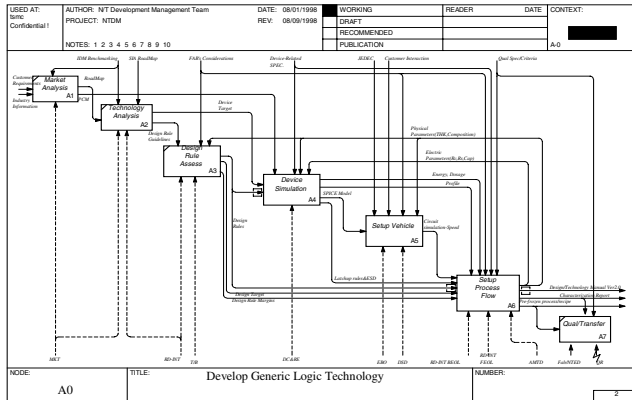 USED AT:
tsmc
Confidential !
AUTHOR: N/T Development Management Team
DATE: 08/01/1998
PROJECT: NTDM
REV: 08/09/1998
NOTES: 1 2 3 4 5 6 7 8 9 10
WORKING
DRAFT
RECOMMENDED
PUBLICATION
READER
DATE
CONTEXT:
A-0
IDM Benchmarking
SIA RoadMap
FAB's Considerations
Device-Related
SPEC.
JEDEC
Customer Interaction
Qual Spec/Criteria
Customer
Requirements
Industry
Information
Market
Analysis
A1
RoadMap
PCM
Technology
Analysis
A2
Device
Target
Design Rule
Guidelines
Design
Rule
Assess
A3
Physical
Parameters(THK,Composition)
Electric
Parameters(Rc,Rs,Cap)
Device
Simulation
A4
Energy, Dosage
Profile
SPICE Model
Design
Rules
Setup Vehicle
A5
Circuit
simulation-Speed
Latchup rules&ESD
Setup
Process
Flow
A6
Design Target
Design Rule Margins
Design/Technology Manual Ver2.0
Characterization Report
Pre-frozen process/recipe
Qual/Transfer
A7
MKT
RD-INT
T/R
DC&RE
EBO
DSD
RD-INT BEOL
RD-INT
FEOL
AMTD
Fab/NTED
QR
NODE:
A0
TITLE:
Develop Generic Logic Technology
NUMBER:
2